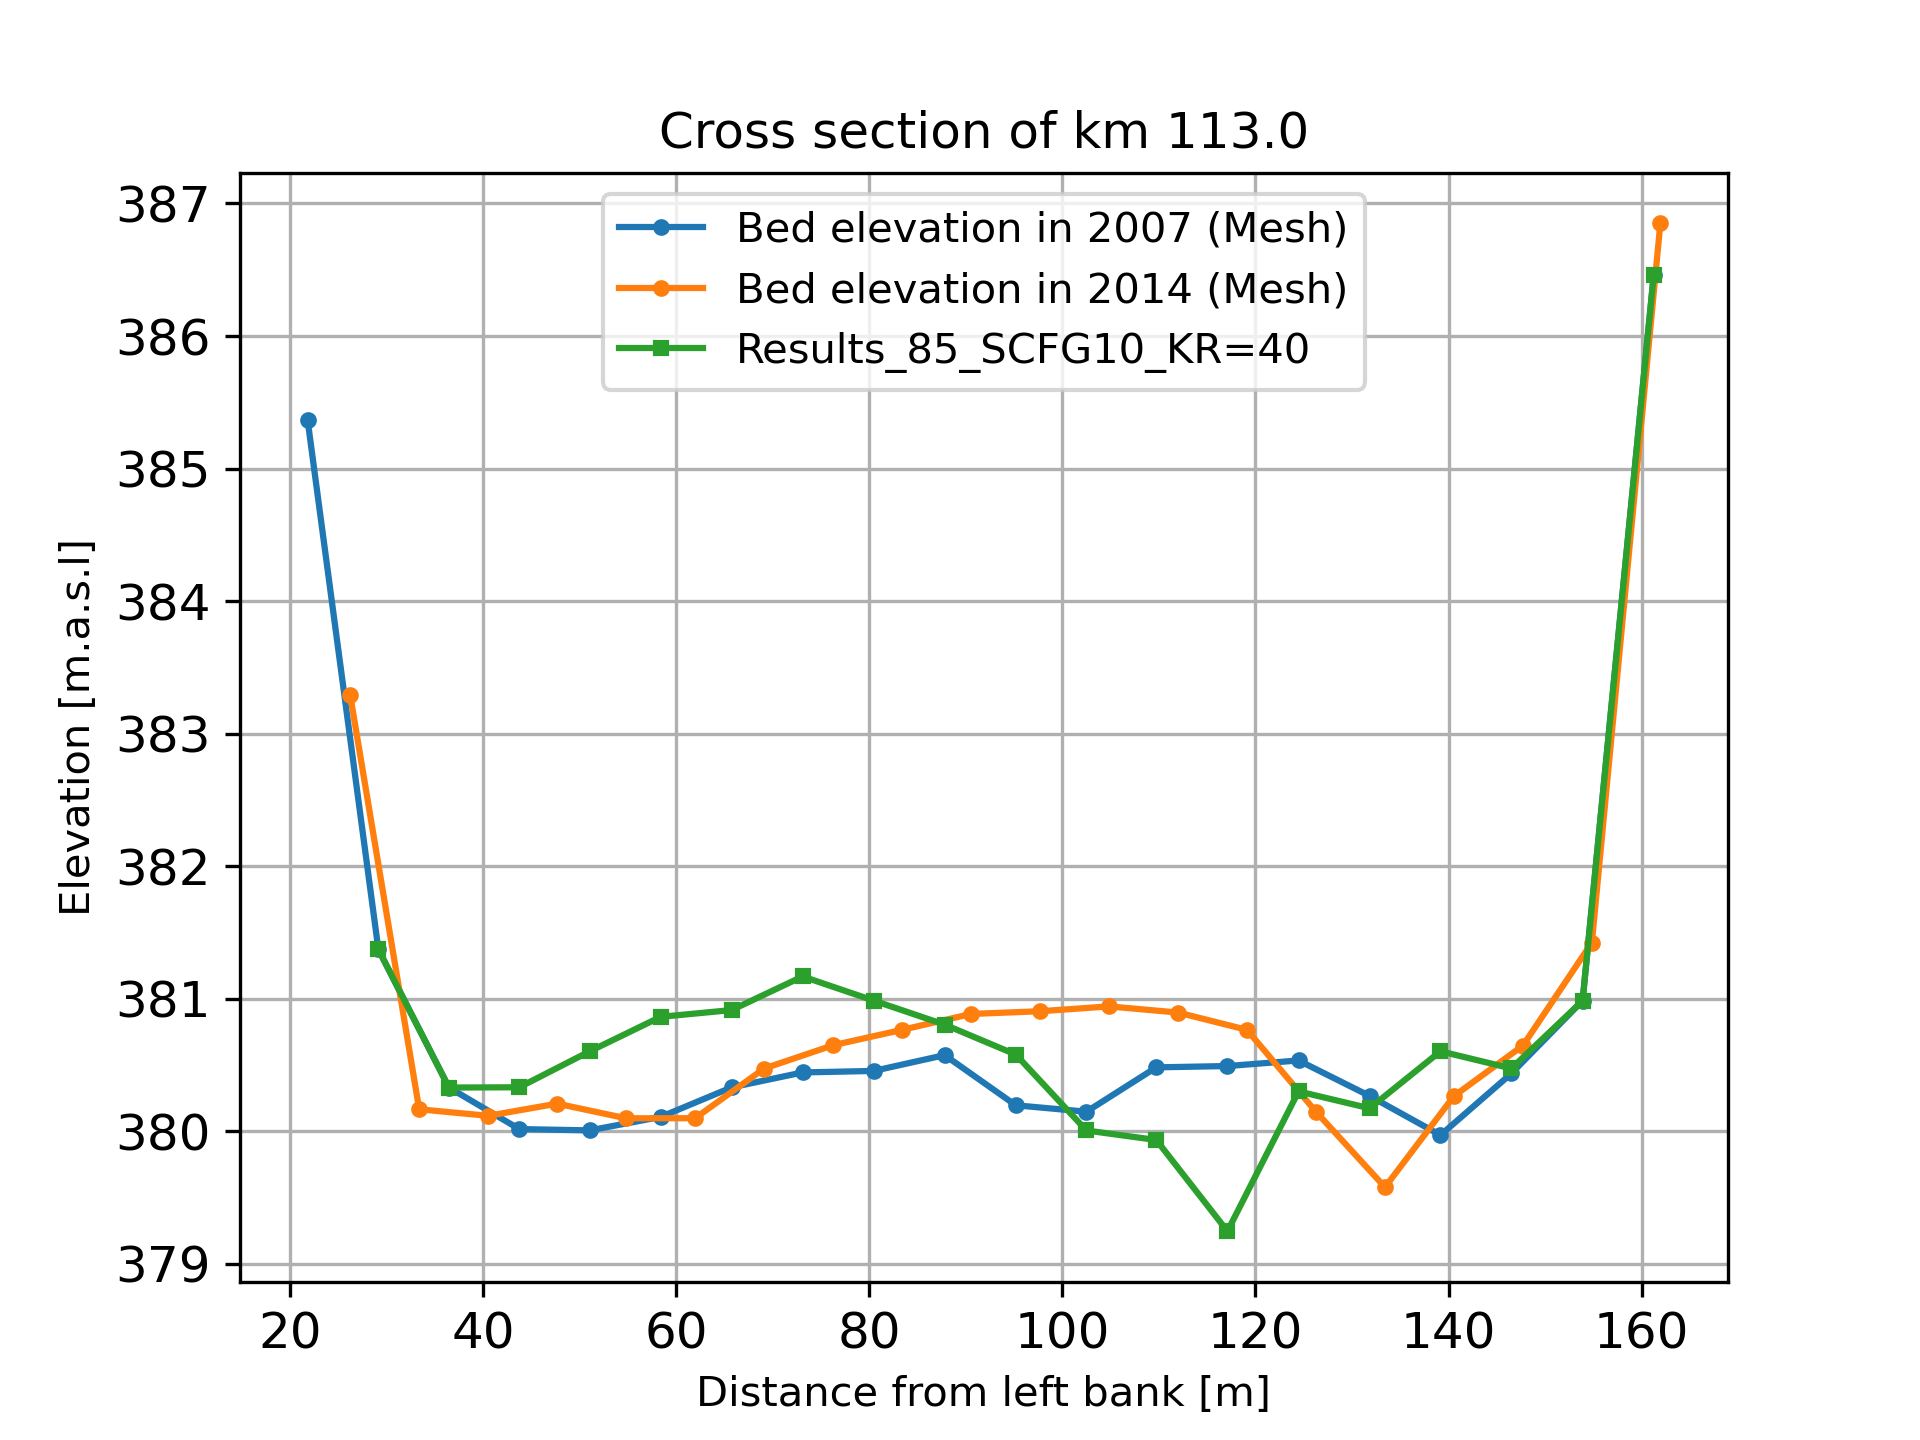 Cross section of km 113.0
Bed elevation in 2007 (Mesh)
Bed elevation in 2014 (Mesh)
Results_85_SCFG10_KR=40
Elevation [m.a.s.l]
387
386
385
384
383
382
381
380
379
20 40 60 80 100 120 140 160
Distance from left bank [m]